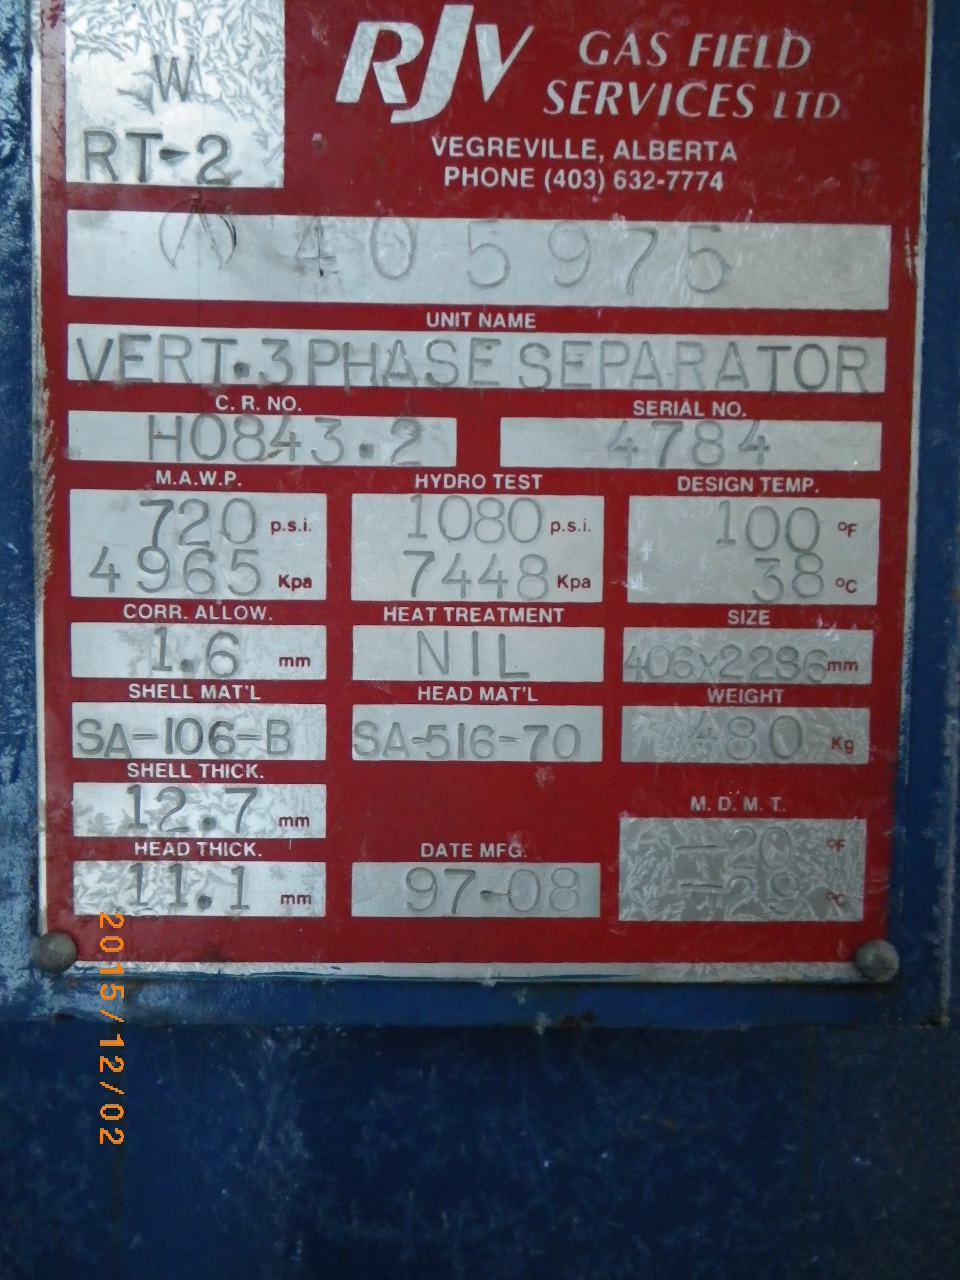 W
RT-2
RJV GAS FIELD
SERVICES LTD
VEGREVILLE, ALBERTA
PHONE (403) 632-7774
(A) 405975
UNIT NAME
VERT. 3 PHASE SEPARATOR
C. R. NO. SERIAL NO.
H0843.2 4784
M.A.W.P. HYDRO TEST DESIGN TEMP.
720 p.s.i. 1080 p.s.i. 100 °F
4965 Kpa 7448 Kpa 38 °C
CORR. ALLOW. HEAT TREATMENT SIZE
1.6 mm NIL 406x2286 mm
SHELL MAT'L HEAD MAT'L WEIGHT
SA-106-B SA-516-70 480 Kg
SHELL THICK. M. D. M. T.
12.7 mm -20 °F
HEAD THICK. DATE MFG. -29 °C
11.1 mm 97-08
2015/12/02